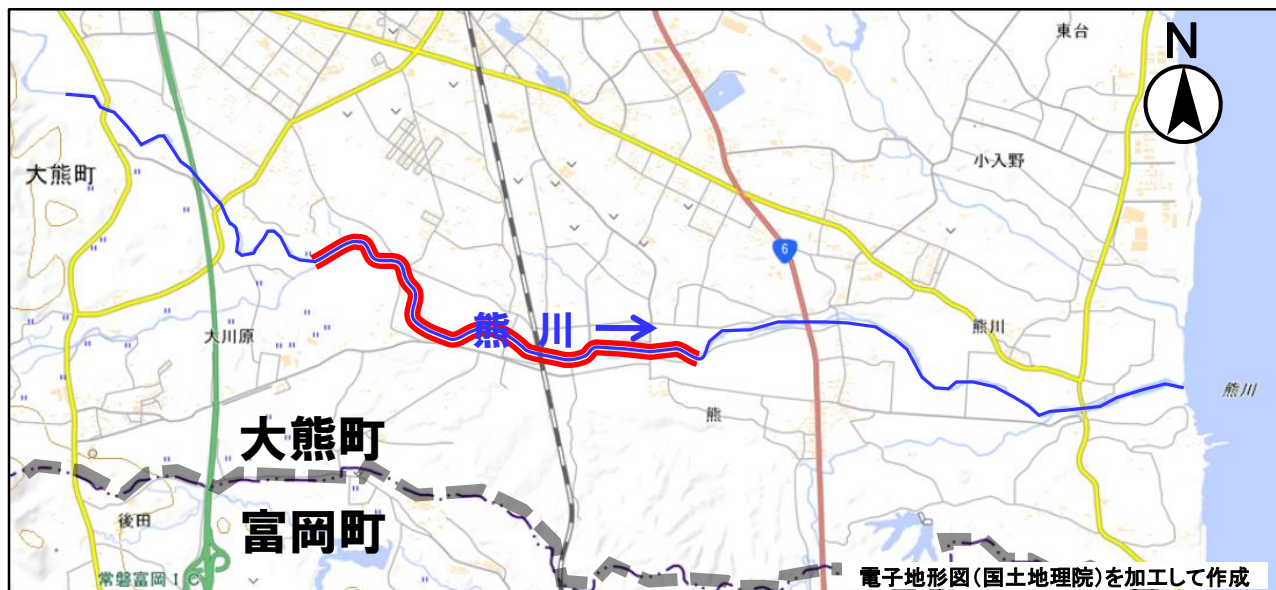 東台
N
小入野
大熊町
6
熊川→
熊川
大川原
熊川
熊
大熊町
後田
富岡町
常磐富岡IC
電子地形図(国土地理院)を加工して作成